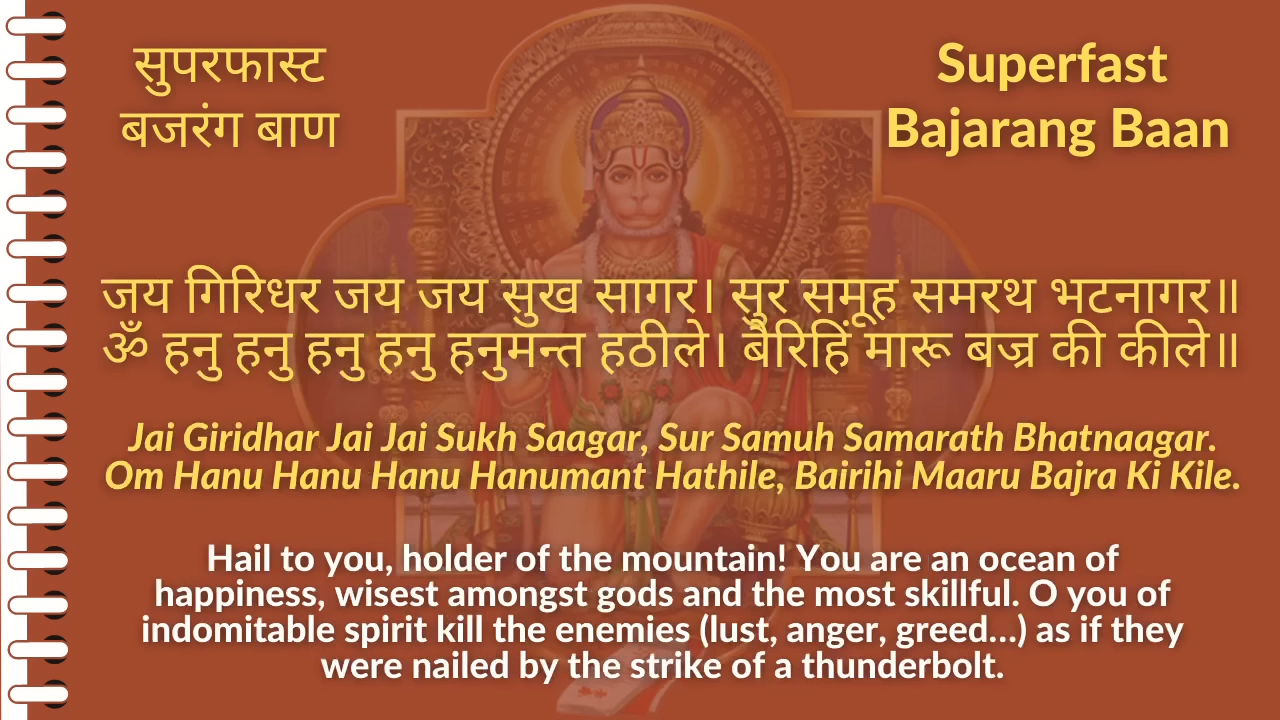 सुपरफास्ट
बजरंग बाण
Superfast
Bajarang Baan
जय गिरिधर जय जय सुख सागर। सुर समूह समरथ भटनागर॥
ॐ हनु हनु हनु हनु हनुमन्त हठीले। बैरिहिं मारू बज्र की कीले॥
Jai Giridhar Jai Jai Sukh Saagar, Sur Samuh Samarath Bhatnaagar.
Om Hanu Hanu Hanu Hanumant Hathile, Bairihi Maaru Bajra Ki Kile.
Hail to you, holder of the mountain! You are an ocean of
happiness, wisest amongst gods and the most skillful. O you of
indomitable spirit kill the enemies (lust, anger, greed...) as if they
were nailed by the strike of a thunderbolt.